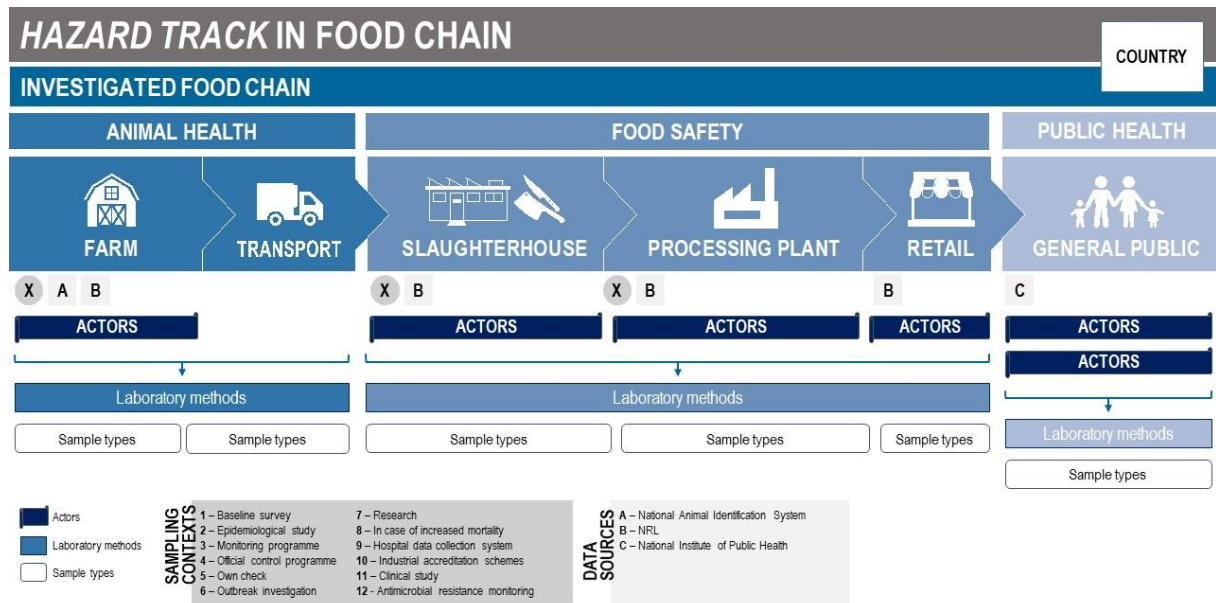 HAZARD TRACK IN FOOD CHAIN
COUNTRY
INVESTIGATED FOOD CHAIN
ANIMAL HEALTH
FOOD SAFETY
PUBLIC HEALTH
FARM
TRANSPORT
SLAUGHTERHOUSE
PROCESSING PLANT
RETAIL
GENERAL PUBLIC
X A B
X B
X B
B
C
ACTORS
ACTORS
ACTORS
ACTORS
ACTORS
ACTORS
Laboratory methods
Laboratory methods
Laboratory methods
Sample types
Sample types
Sample types
Sample types
Sample types
Sample types
Actors
Laboratory methods
Sample types
SAMPLING
CONTEXTS
1 – Baseline survey
2 – Epidemiological study
3 – Monitoring programme
4 – Official control programme
5 – Own check
6 – Outbreak investigation
7 – Research
8 – In case of increased mortality
9 – Hospital data collection system
10 – Industrial accreditation schemes
11 – Clinical study
12 - Antimicrobial resistance monitoring
DATA
SOURCES
A – National Animal Identification System
B – NRL
C – National Institute of Public Health